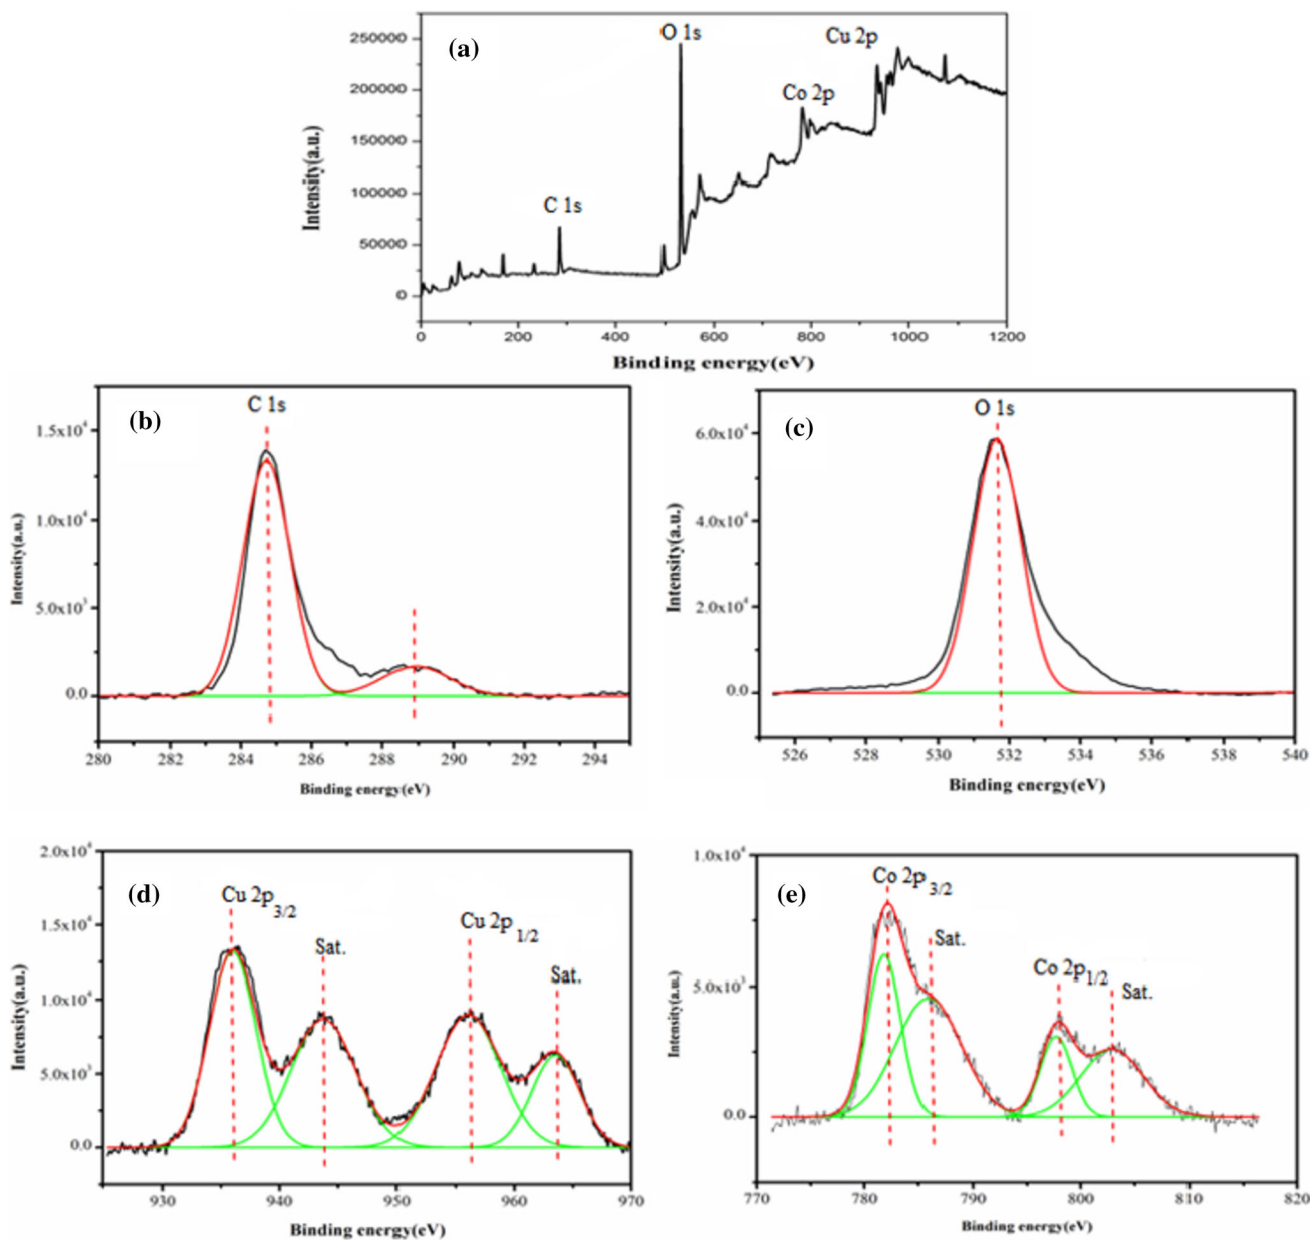 (a)
O 1s
Cu 2p
Co 2p
C 1s
Intensity(a.u.)
250000
200000
150000
100000
50000
0
0 200 400 600 800 1000 1200
Binding energy(eV)
(b)
C 1s
Intensity(a.u.)
1.5x10⁴
1.0x10⁴
5.0x10³
0.0
280 282 284 286 288 290 292 294
Binding energy(eV)
(c)
O 1s
Intensity(a.u.)
6.0x10⁴
4.0x10⁴
2.0x10⁴
0.0
526 528 530 532 534 536 538 540
Binding energy(eV)
(d)
Cu 2p3/2
Sat.
Cu 2p1/2
Sat.
Intensity(a.u.)
2.0x10⁴
1.5x10⁴
1.0x10⁴
5.0x10³
0.0
930 940 950 960 970
Binding energy(eV)
(e)
Co 2p3/2
Sat.
Co 2p1/2
Sat.
Intensity(a.u.)
1.0x10⁴
5.0x10³
0.0
770 780 790 800 810 820
Binding energy(eV)